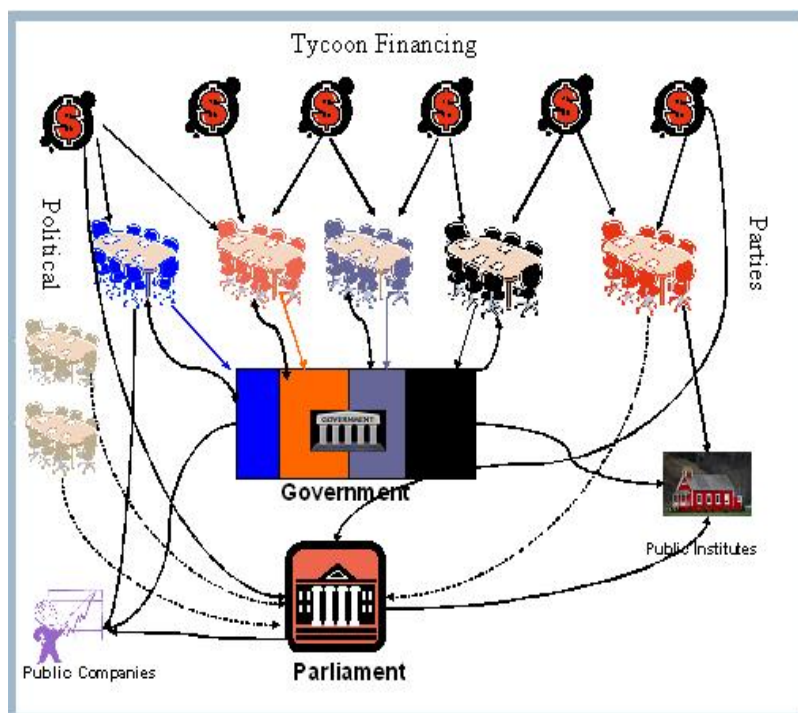 Tycoon Financing
$ $ $ $ $ $
Political
Parties
GOVERNMENT
Government
Public Institutes
Parliament
Public Companies